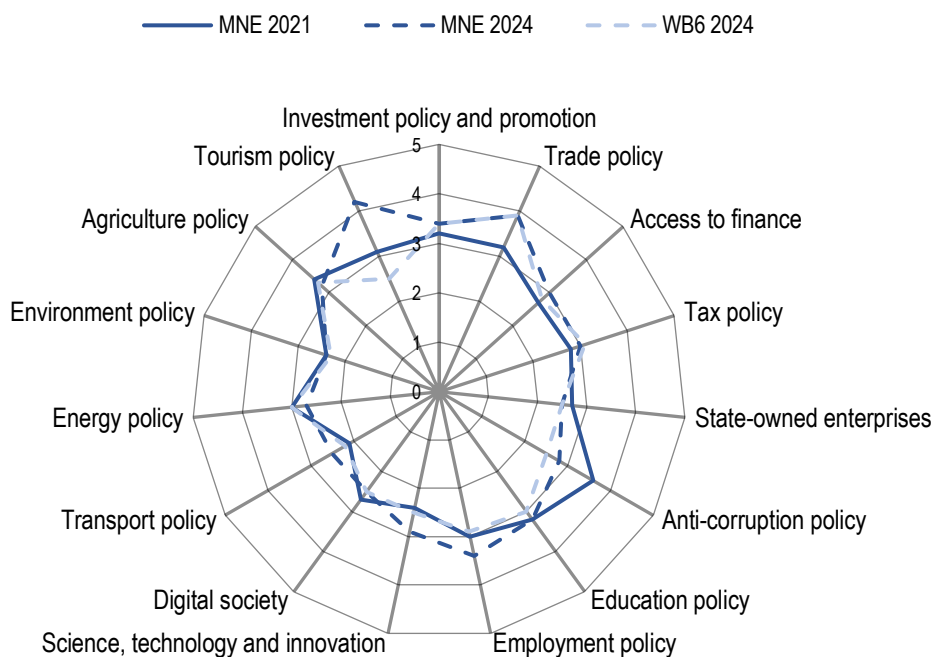 MNE 2021 MNE 2024 WB6 2024
Investment policy and promotion
Tourism policy
5
Trade policy
Agriculture policy
4
Access to finance
3
Environment policy
2
Tax policy
1
Energy policy
0
State-owned enterprises
Transport policy
Anti-corruption policy
Digital society
Education policy
Science, technology and innovation
Employment policy